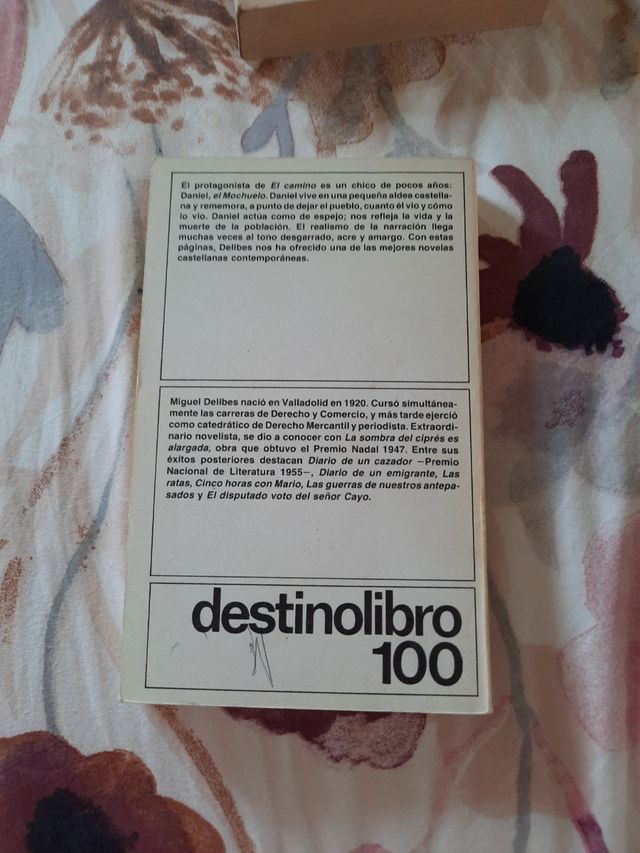 El protagonista de El camino es un chico de pocos años:
Daniel, el Mochuelo. Daniel vive en una pequeña aldea castella-
na y rememora, a punto de dejar el pueblo, cuanto él vio y cómo
lo vio. Daniel actúa como de espejo; nos refleja la vida y la
muerte de la población. El realismo de la narración llega
muchas veces al tono desgarrado, acre y amargo. Con estas
páginas, Delibes nos ha ofrecido una de las mejores novelas
castellanas contemporáneas.
Miguel Delibes nació en Valladolid en 1920. Cursó simultánea-
mente las carreras de Derecho y Comercio, y más tarde ejerció
como catedrático de Derecho Mercantil y periodista. Extraordi-
nario novelista, se dio a conocer con La sombra del ciprés es
alargada, obra que obtuvo el Premio Nadal 1947. Entre sus
éxitos posteriores destacan Diario de un cazador —Premio
Nacional de Literatura 1955—, Diario de un emigrante, Las
ratas, Cinco horas con Mario, Las guerras de nuestros antepa-
sados y El disputado voto del señor Cayo.
destinolibro
100